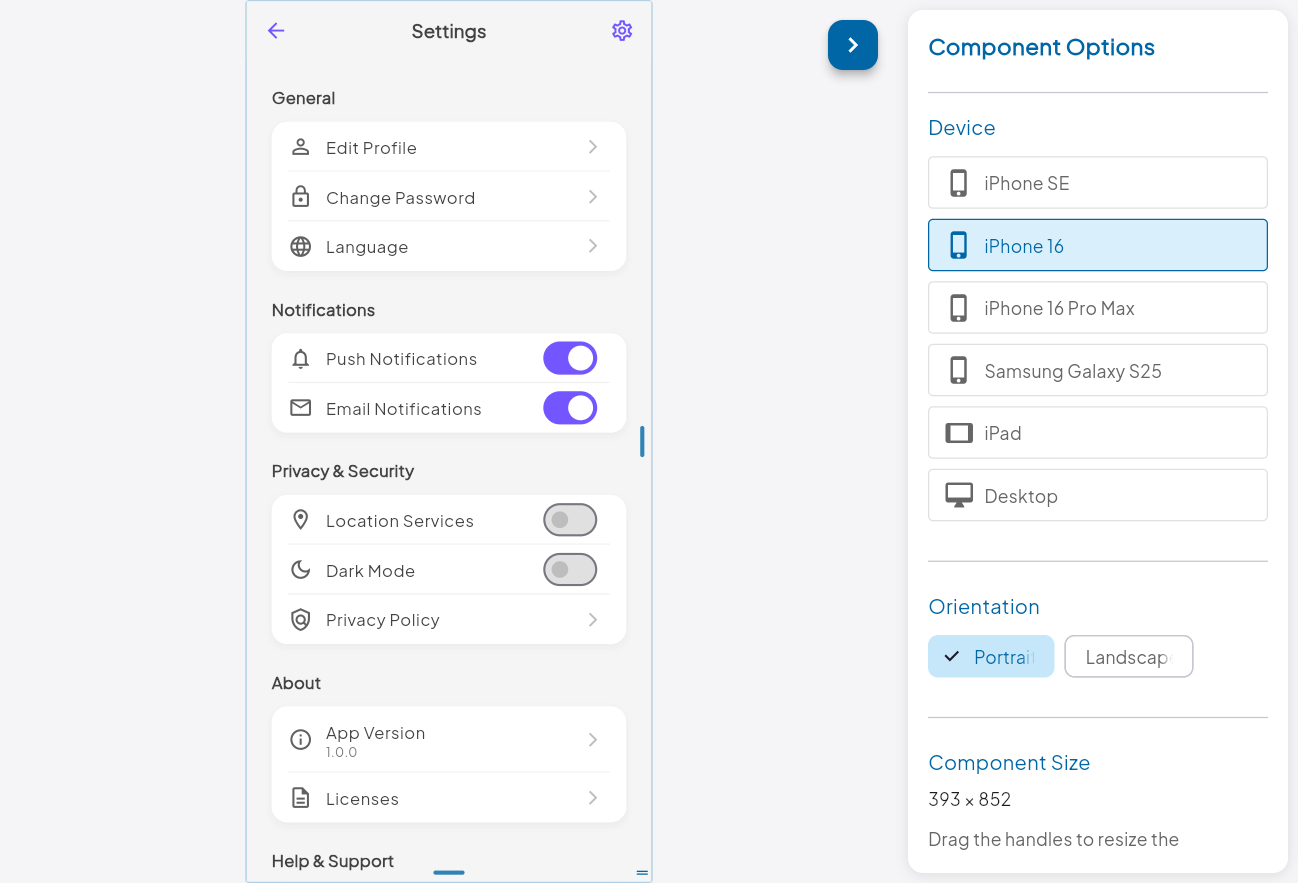 Settings
General
Edit Profile
Change Password
Language
Notifications
Push Notifications
Email Notifications
Privacy & Security
Location Services
Dark Mode
Privacy Policy
About
App Version
1.0.0
Licenses
Help & Support
Component Options
Device
iPhone SE
iPhone 16
iPhone 16 Pro Max
Samsung Galaxy S25
iPad
Desktop
Orientation
Portrai
Landscap
Component Size
393 × 852
Drag the handles to resize the